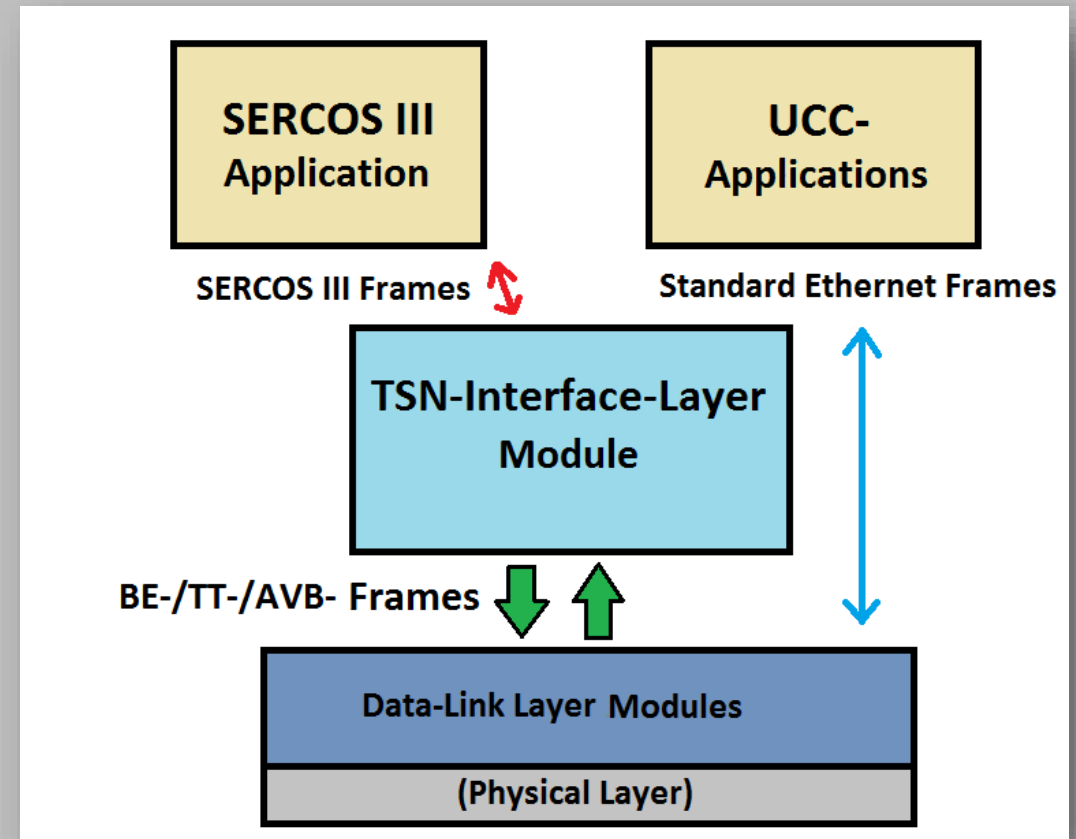 SERCOS III
Application
UCC-
Applications
SERCOS III Frames
Standard Ethernet Frames
TSN-Interface-Layer
Module
BE-/TT-/AVB- Frames
Data-Link Layer Modules
(Physical Layer)